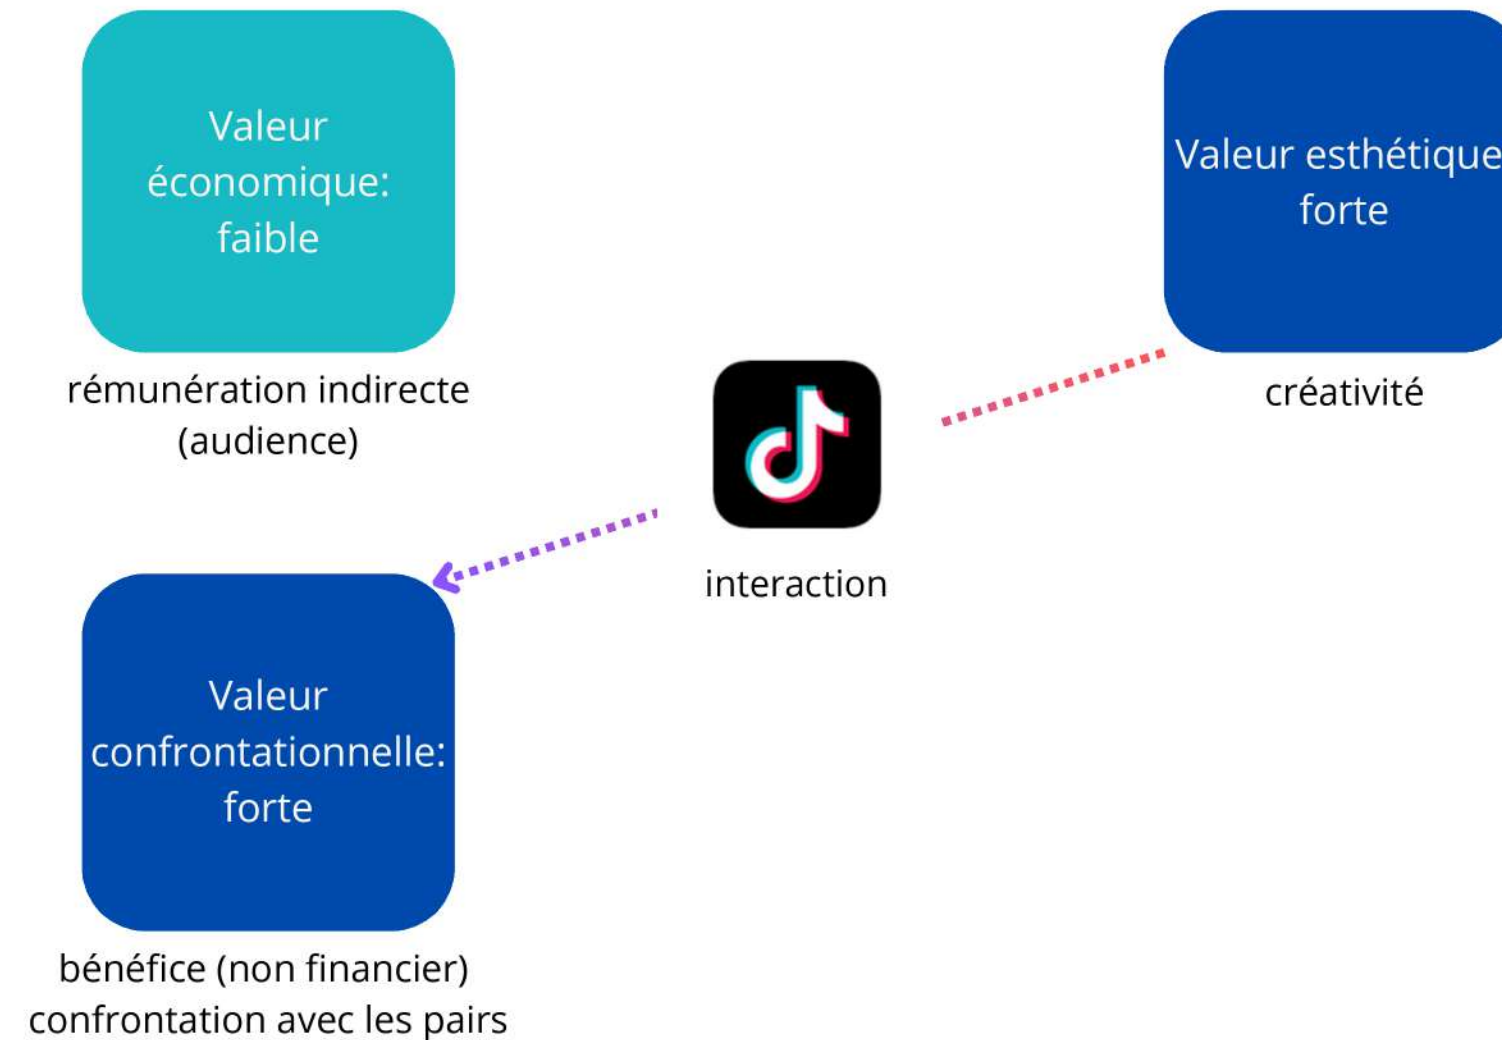 Valeur
économique:
faible
rémunération indirecte
(audience)
Valeur esthétique
forte
créativité
interaction
Valeur
confrontationnelle:
forte
bénéfice (non financier)
confrontation avec les pairs